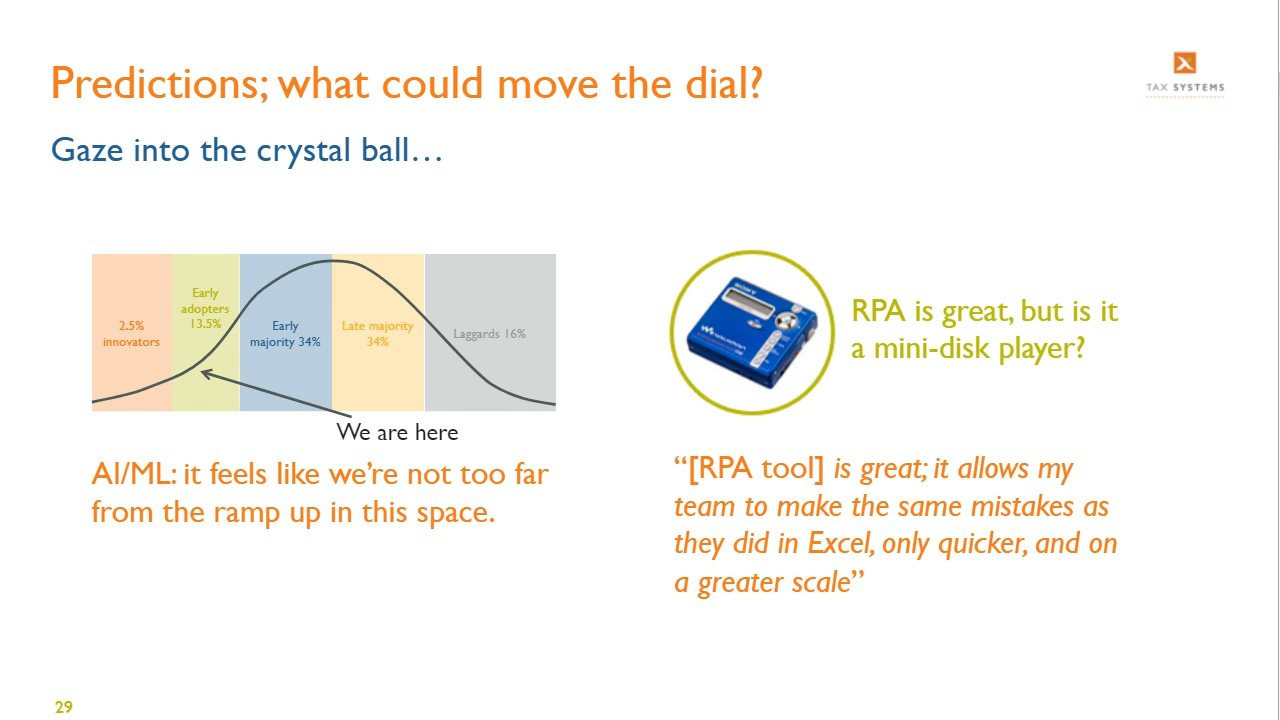 Predictions; what could move the dial?
TAX SYSTEMS
Gaze into the crystal ball…
2.5%
innovators
Early
adopters
13.5%
Early
majority 34%
Late majority
34%
Laggards 16%
We are here
AI/ML: it feels like we’re not too far
from the ramp up in this space.
SONY
WALKMAN
RPA is great, but is it
a mini-disk player?
“[RPA tool] is great; it allows my
team to make the same mistakes as
they did in Excel, only quicker, and on
a greater scale”
29